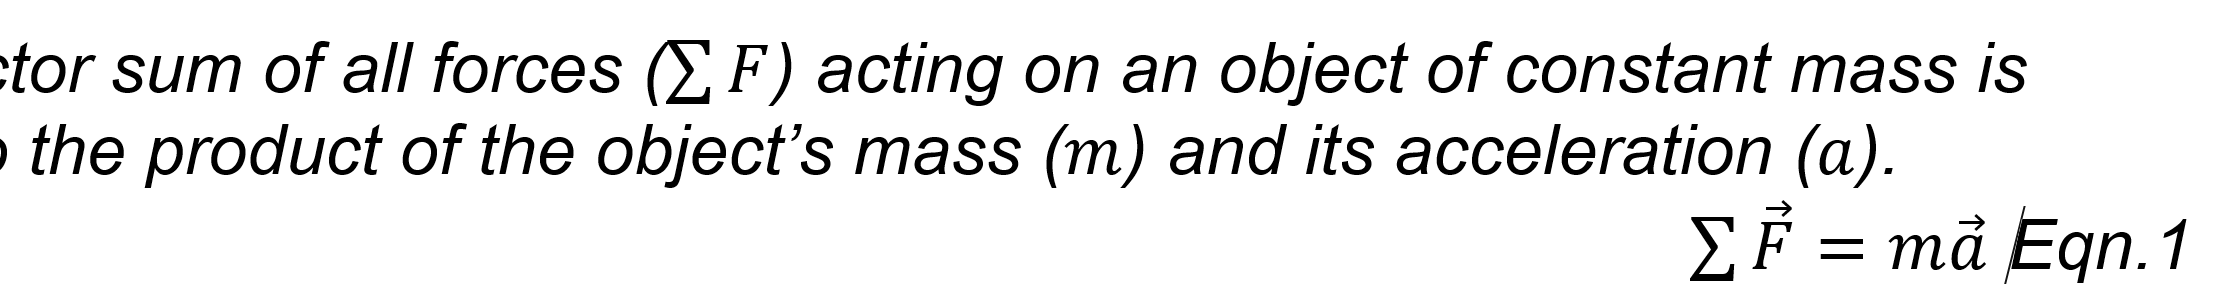 ctor sum of all forces (∑ F) acting on an object of constant mass is
the product of the object’s mass (m) and its acceleration (a).
∑ F⃗ = ma⃗ Eqn.1